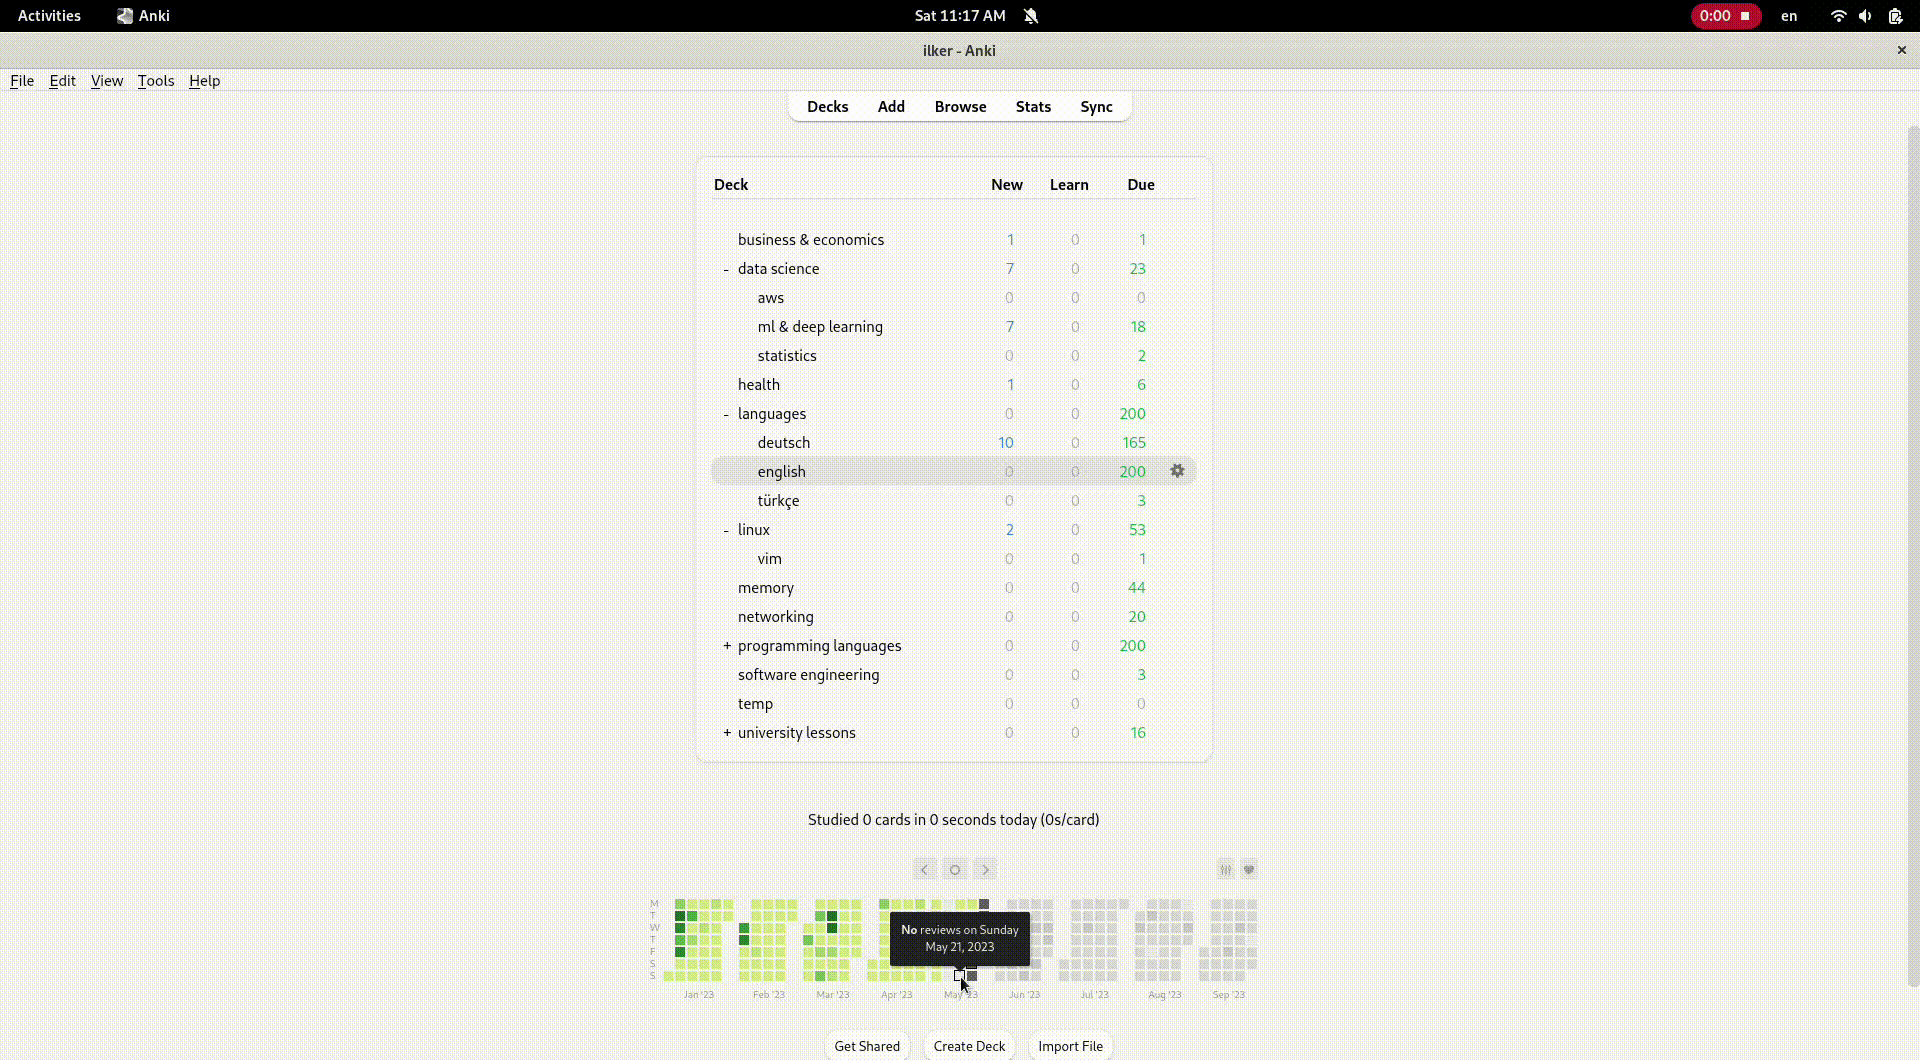 Activities Anki Sat 11:17 AM 0:00 en
ilker - Anki
File Edit View Tools Help
Decks Add Browse Stats Sync
Deck New Learn Due
business & economics 1 0 1
- data science 7 0 23
aws 0 0 0
ml & deep learning 7 0 18
statistics 0 0 2
health 1 0 6
- languages 0 0 200
deutsch 10 0 165
english 0 0 200
türkçe 0 0 3
- linux 2 0 53
vim 0 0 1
memory 0 0 44
networking 0 0 20
+ programming languages 0 0 200
software engineering 0 0 3
temp 0 0 0
+ university lessons 0 0 16
Studied 0 cards in 0 seconds today (0s/card)
M
T
W
T
F
S
S
No reviews on Sunday
May 21, 2023
Jan '23 Feb '23 Mar '23 Apr '23 May '23 Jun '23 Jul '23 Aug '23 Sep '23
Get Shared Create Deck Import File